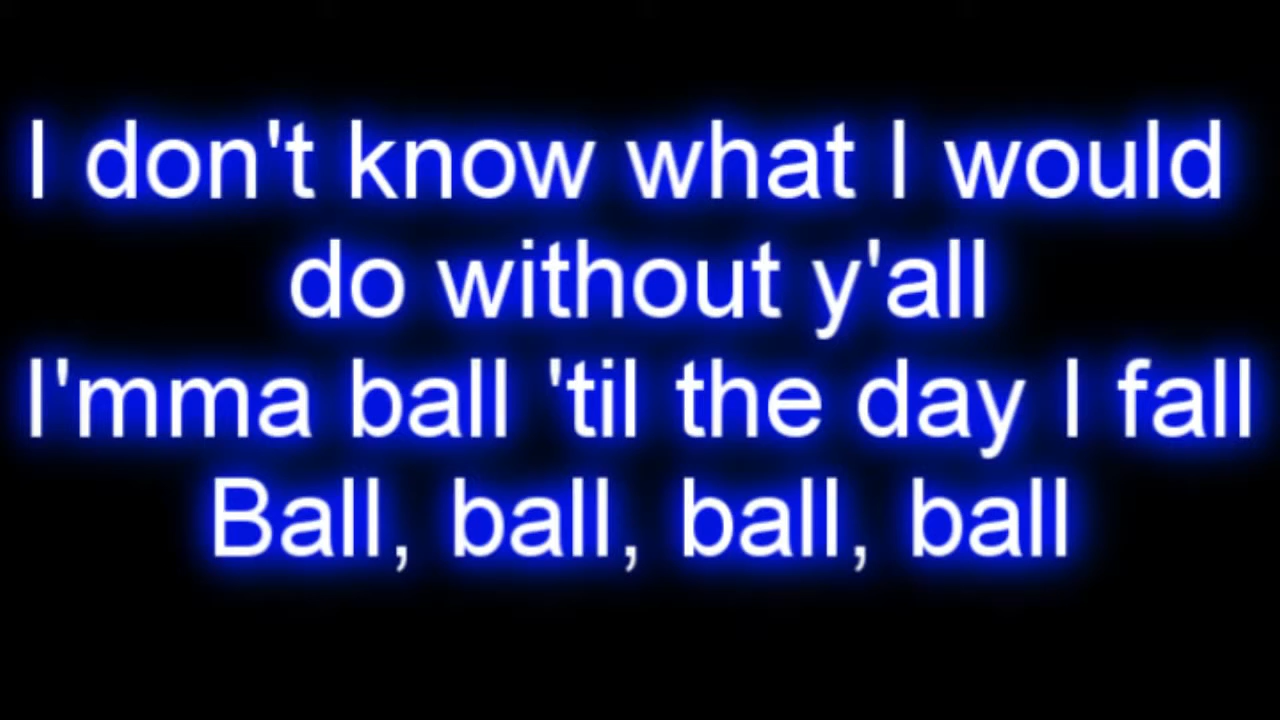 I don't know what I would
do without y'all
I'mma ball 'til the day I fall
Ball, ball, ball, ball